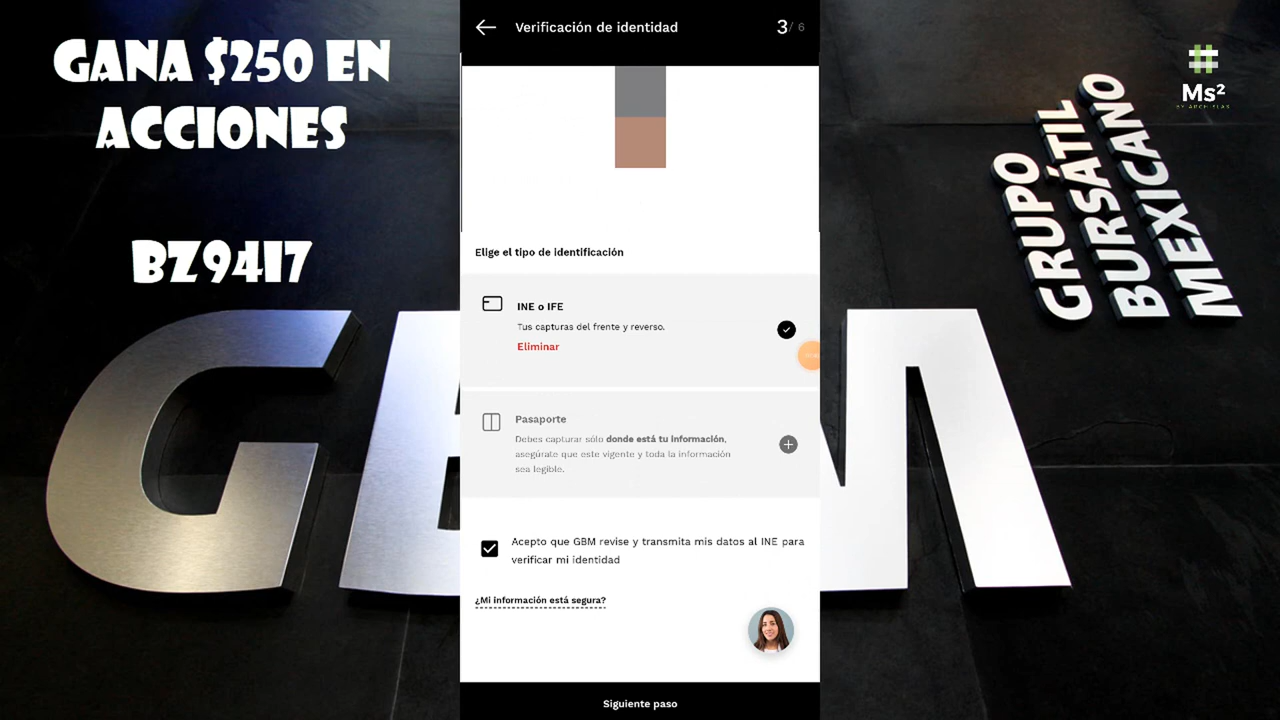 GANA $250 EN
ACCIONES
BZ94I7
Verificación de identidad
3/ 6
Elige el tipo de identificación
INE o IFE
Tus capturas del frente y reverso.
Eliminar
Pasaporte
Debes capturar sólo donde está tu información,
asegúrate que este vigente y toda la información
sea legible.
Acepto que GBM revise y transmita mis datos al INE para
verificar mi identidad
¿Mi información está segura?
Siguiente paso
GRUPO
BURSÁTIL
MEXICANO
Ms²
BY ARCHIELAS